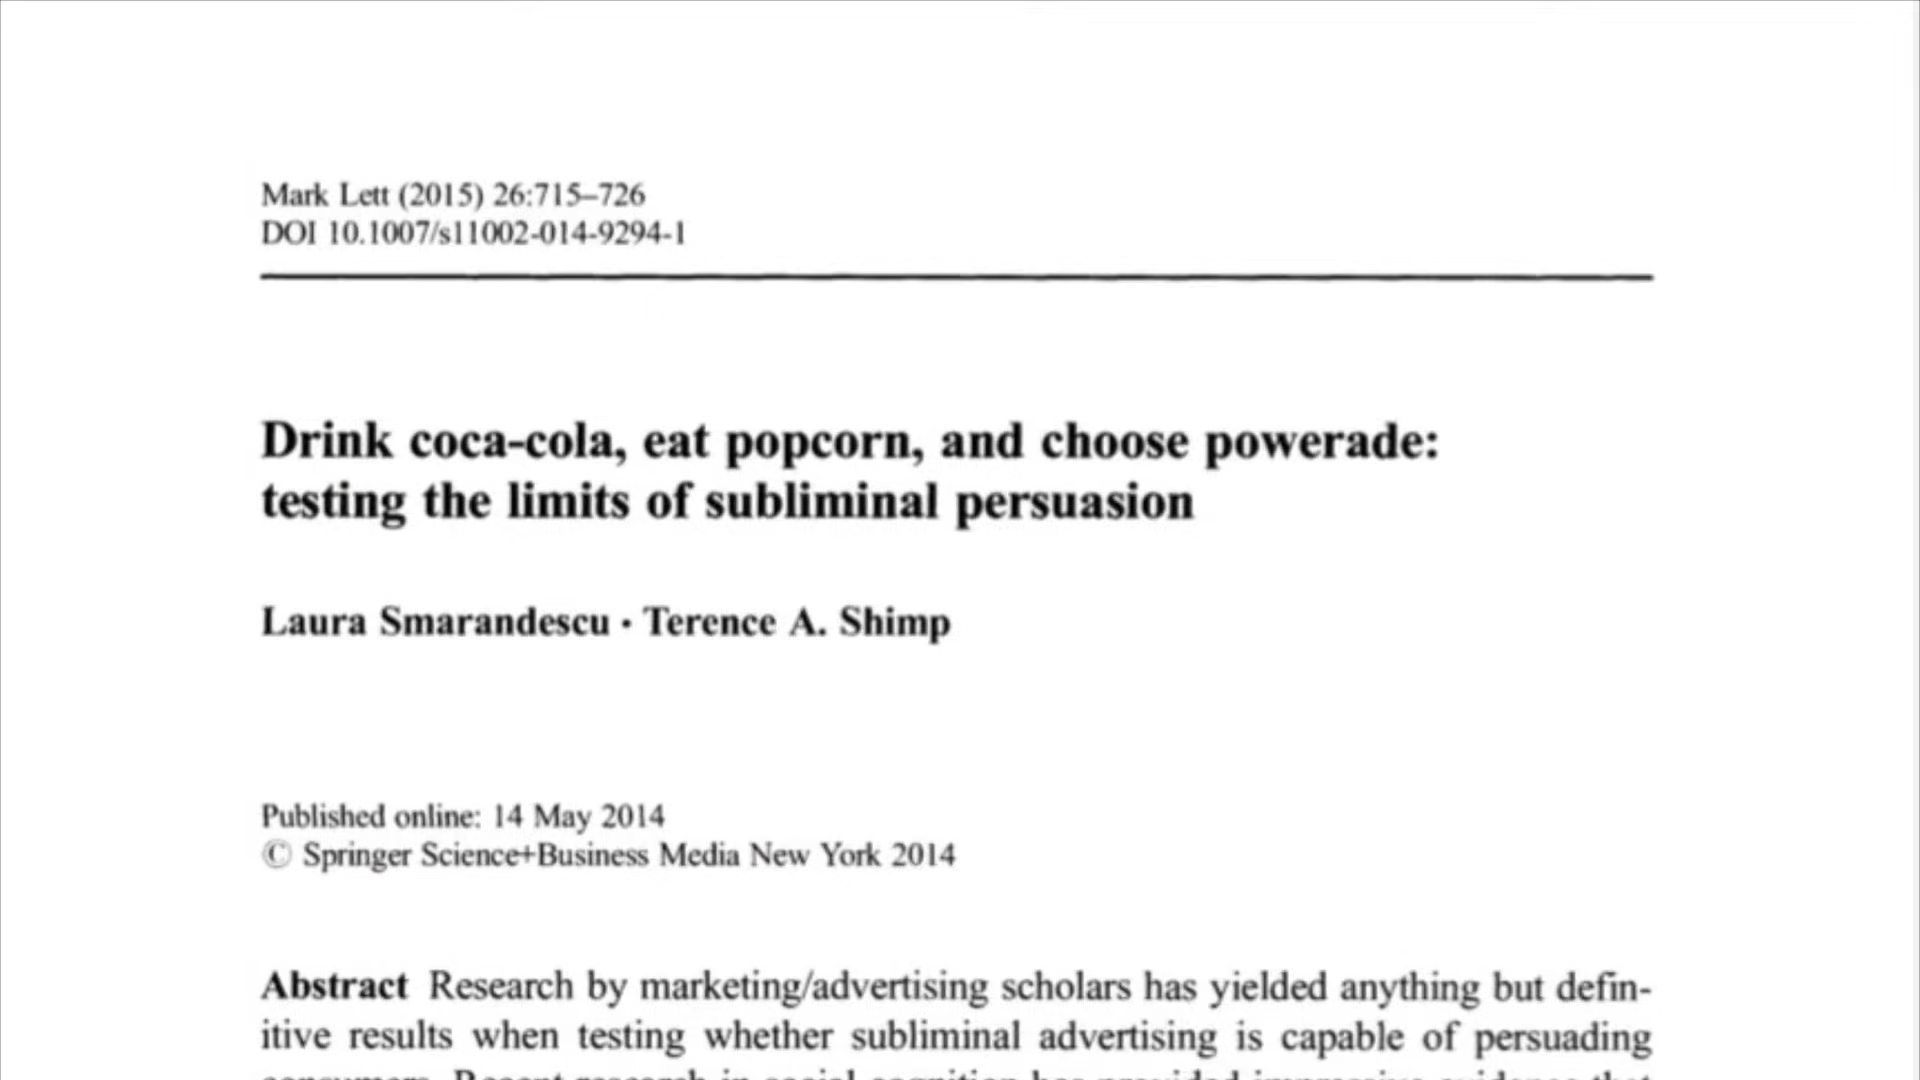 Mark Lett (2015) 26:715–726
DOI 10.1007/s11002-014-9294-1
Drink coca-cola, eat popcorn, and choose powerade:
testing the limits of subliminal persuasion
Laura Smarandescu · Terence A. Shimp
Published online: 14 May 2014
© Springer Science+Business Media New York 2014
Abstract Research by marketing/advertising scholars has yielded anything but defin-
itive results when testing whether subliminal advertising is capable of persuading